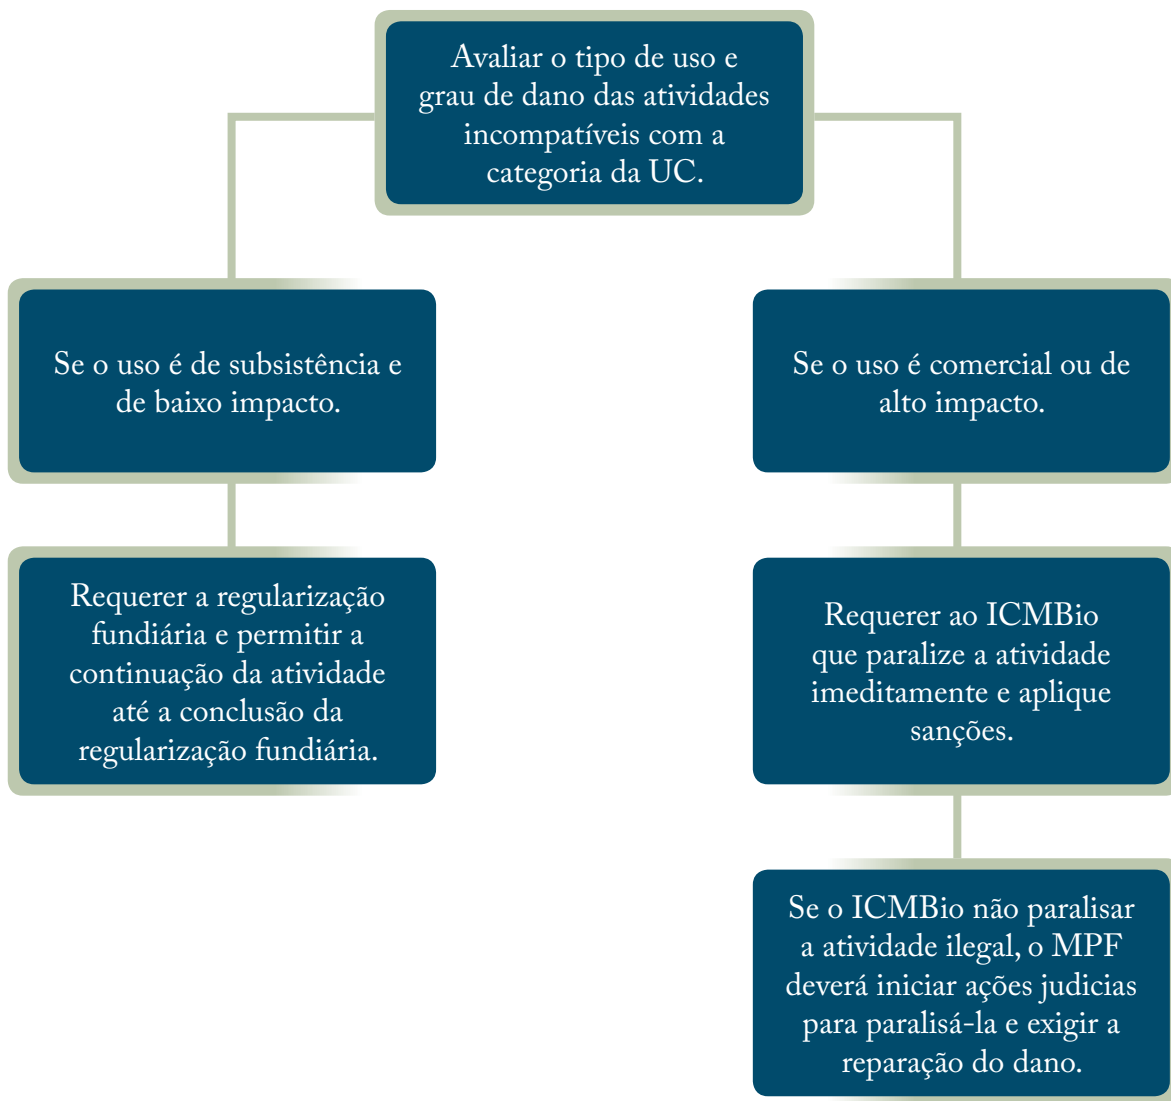 Avaliar o tipo de uso e
grau de dano das atividades
incompatíveis com a
categoria da UC.
Se o uso é de subsistência e
de baixo impacto.
Se o uso é comercial ou de
alto impacto.
Requerer a regularização
fundiária e permitir a
continuação da atividade
até a conclusão da
regularização fundiária.
Requerer ao ICMBio
que paralize a atividade
imeditamente e aplique
sanções.
Se o ICMBio não paralisar
a atividade ilegal, o MPF
deverá iniciar ações judicias
para paralisá-la e exigir a
reparação do dano.